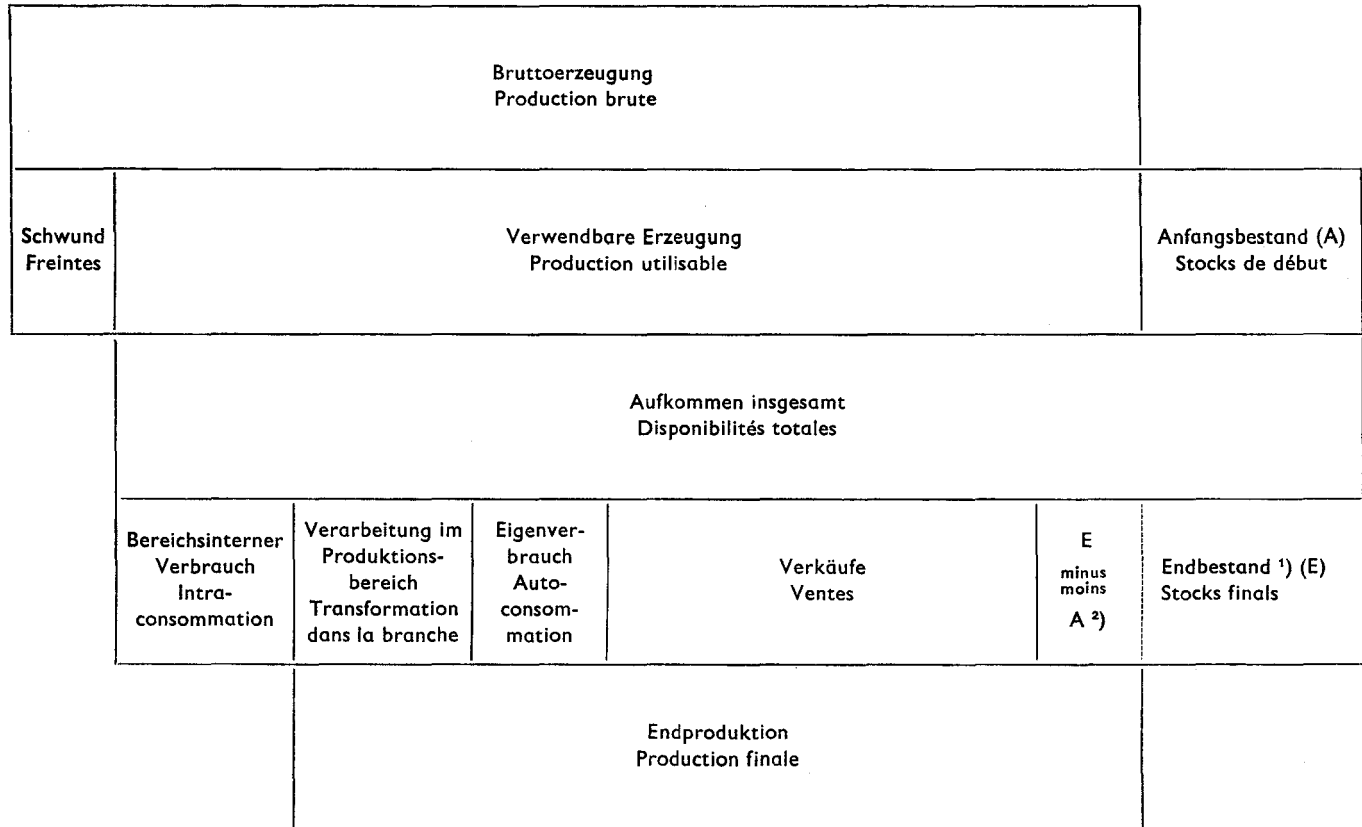 Bruttoerzeugung
Production brute
Schwund
Freintes
Verwendbare Erzeugung
Production utilisable
Anfangsbestand (A)
Stocks de début
Aufkommen insgesamt
Disponibilités totales
Bereichsinterner
Verbrauch
Intra-
consommation
Verarbeitung im
Produktions-
bereich
Transformation
dans la branche
Eigenver-
brauch
Auto-
consom-
mation
Verkäufe
Ventes
E
minus
moins
A ²)
Endbestand ¹) (E)
Stocks finals
Endproduktion
Production finale